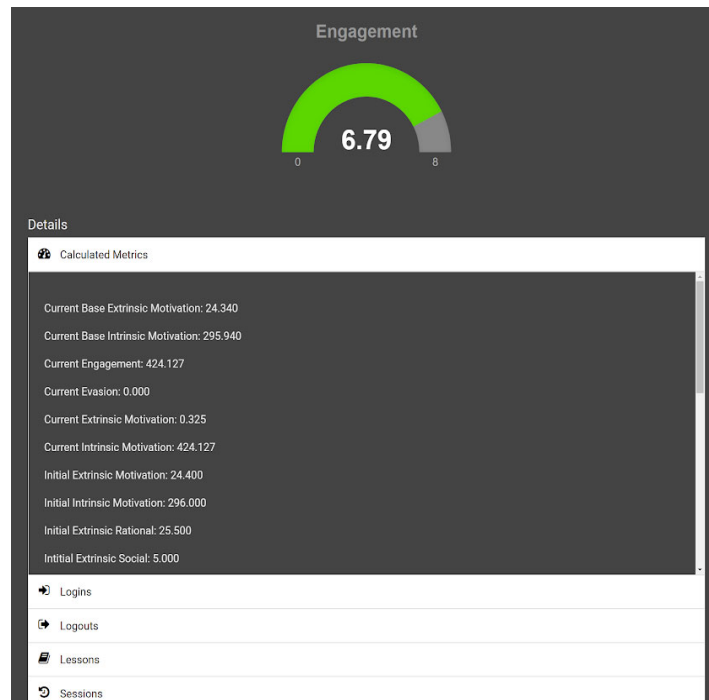 Engagement
6.79
0 8
Details
Calculated Metrics
Current Base Extrinsic Motivation: 24.340
Current Base Intrinsic Motivation: 295.940
Current Engagement: 424.127
Current Evasion: 0.000
Current Extrinsic Motivation: 0.325
Current Intrinsic Motivation: 424.127
Initial Extrinsic Motivation: 24.400
Initial Intrinsic Motivation: 296.000
Initial Extrinsic Rational: 25.500
Intitial Extrinsic Social: 5.000
Logins
Logouts
Lessons
Sessions